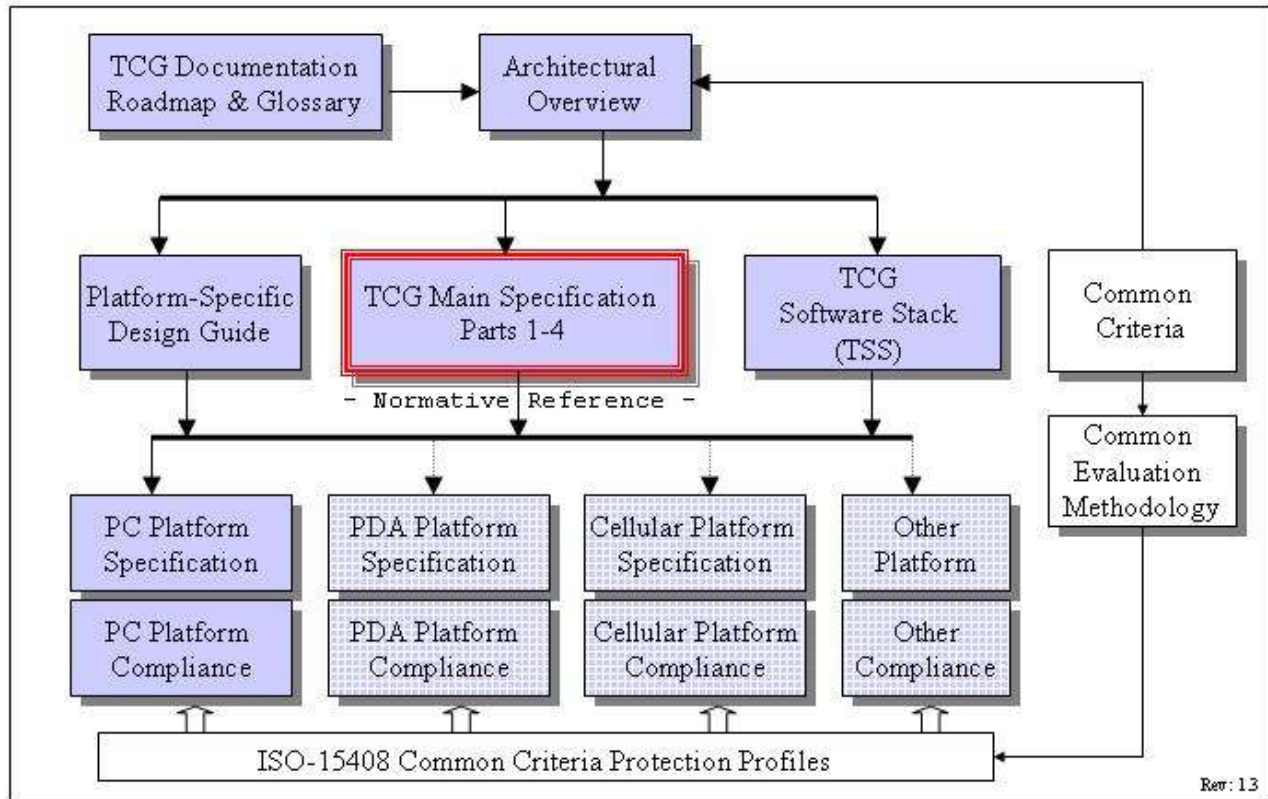 TCG Documentation
Roadmap & Glossary
Architectural
Overview
Platform-Specific
Design Guide
TCG Main Specification
Parts 1-4
TCG
Software Stack
(TSS)
Common
Criteria
- Normative Reference -
Common
Evaluation
Methodology
PC Platform
Specification
PDA Platform
Specification
Cellular Platform
Specification
Other
Platform
PC Platform
Compliance
PDA Platform
Compliance
Cellular Platform
Compliance
Other
Compliance
ISO-15408 Common Criteria Protection Profiles
Rev: 1.3